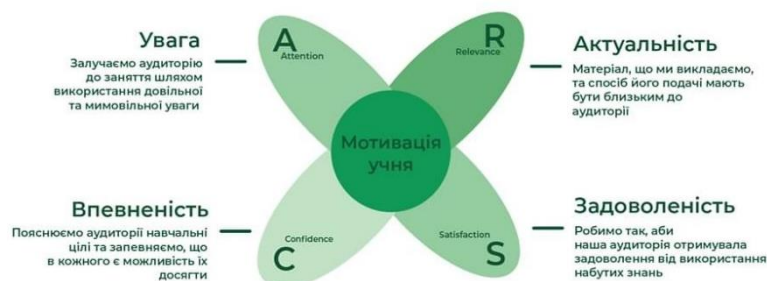 Увага
Залучаємо аудиторію
до заняття шляхом
використання довільної
та мимовільної уваги
A
Attention
R
Relevance
Актуальність
Матеріал, що ми викладаємо,
та спосіб його подачі мають
бути близьким до
аудиторії
Мотивація
учня
Впевненість
Пояснюємо аудиторії навчальні
цілі та запевняємо, що
в кожного є можливість їх
досягти
Confidence
C
Satisfaction
S
Задоволеність
Робимо так, аби
наша аудиторія отримувала
задоволення від використання
набутих знань